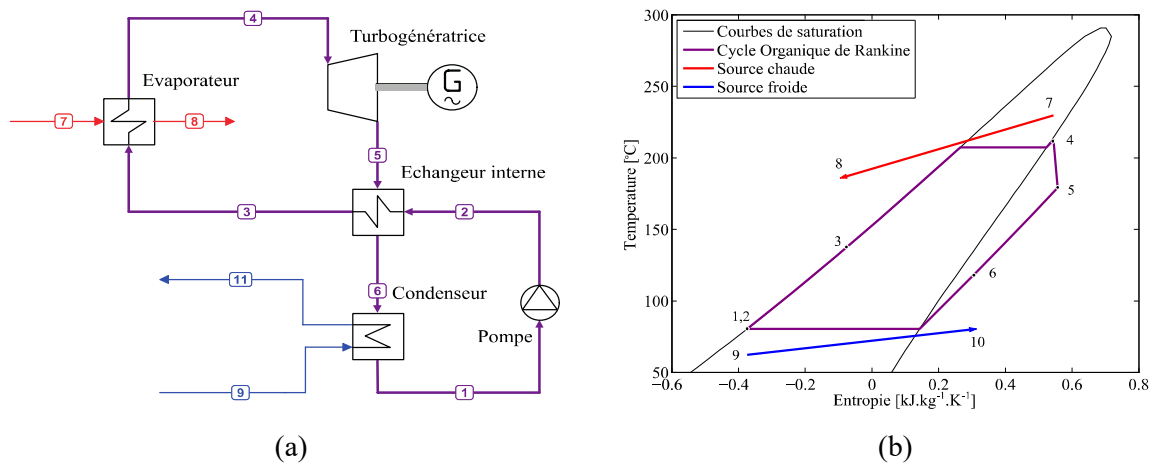 4
Turbogénératrice
Evaporateur
G
7
8
5
Echangeur interne
3
2
11
6
Condenseur
Pompe
9
1
(a)
300
250
200
150
100
50
Temperature [°C]
Courbes de saturation
Cycle Organique de Rankine
Source chaude
Source froide
7
4
8
5
3
6
1,2
9
10
−0.6
−0.4
−0.2
0
0.2
0.4
0.6
0.8
Entropie [kJ.kg⁻¹.K⁻¹]
(b)